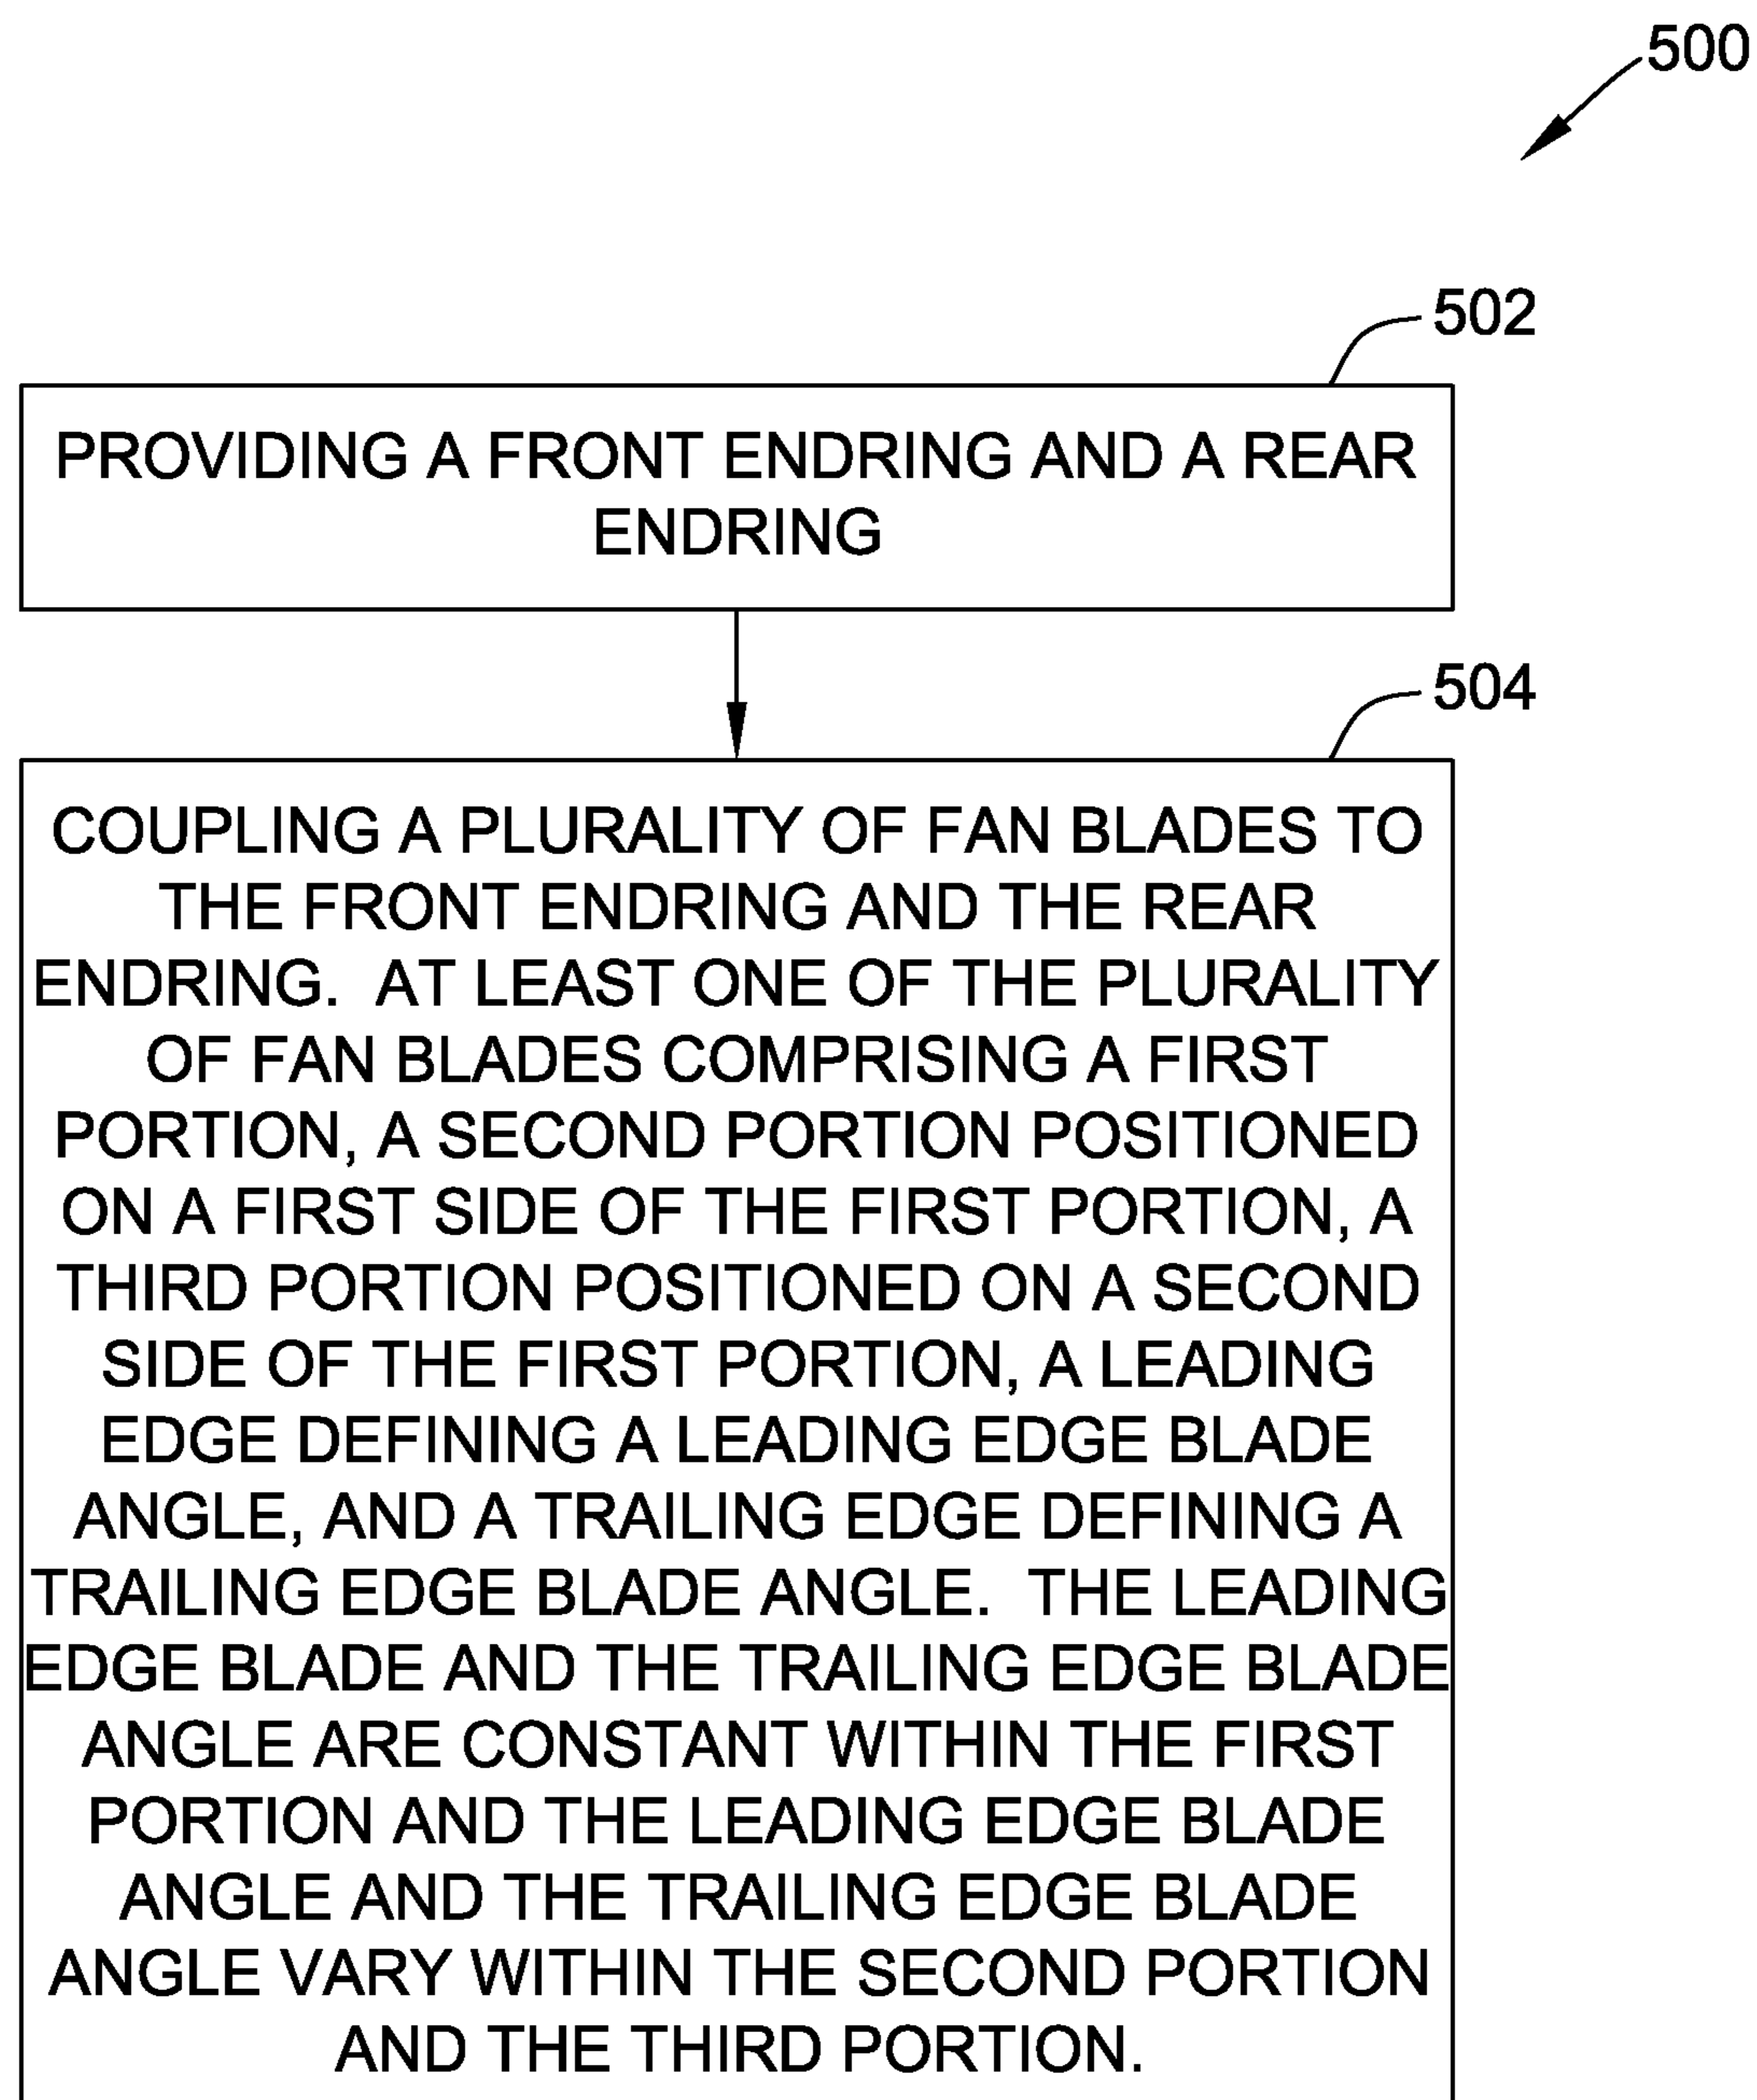 500
502
PROVIDING A FRONT ENDRING AND A REAR
ENDRING
504
COUPLING A PLURALITY OF FAN BLADES TO
THE FRONT ENDRING AND THE REAR
ENDRING. AT LEAST ONE OF THE PLURALITY
OF FAN BLADES COMPRISING A FIRST
PORTION, A SECOND PORTION POSITIONED
ON A FIRST SIDE OF THE FIRST PORTION, A
THIRD PORTION POSITIONED ON A SECOND
SIDE OF THE FIRST PORTION, A LEADING
EDGE DEFINING A LEADING EDGE BLADE
ANGLE, AND A TRAILING EDGE DEFINING A
TRAILING EDGE BLADE ANGLE. THE LEADING
EDGE BLADE AND THE TRAILING EDGE BLADE
ANGLE ARE CONSTANT WITHIN THE FIRST
PORTION AND THE LEADING EDGE BLADE
ANGLE AND THE TRAILING EDGE BLADE
ANGLE VARY WITHIN THE SECOND PORTION
AND THE THIRD PORTION.